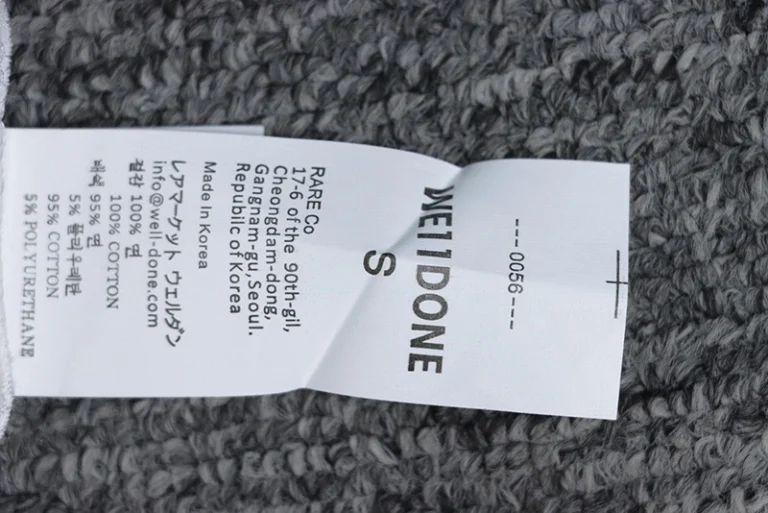 ---0056---
WE11DONE
S
RARE Co
17-6 of the 90th-gil,
Cheongdam-dong,
Gangnam-gu,Seoul.
Republic of Korea
Made In Korea
レアマーケット ウェルダン
info@well-done.com
겉감 100% 면
100% COTTON
배색 95% 면
5% 폴리우레탄
95% COTTON
5% POLYURETHANE